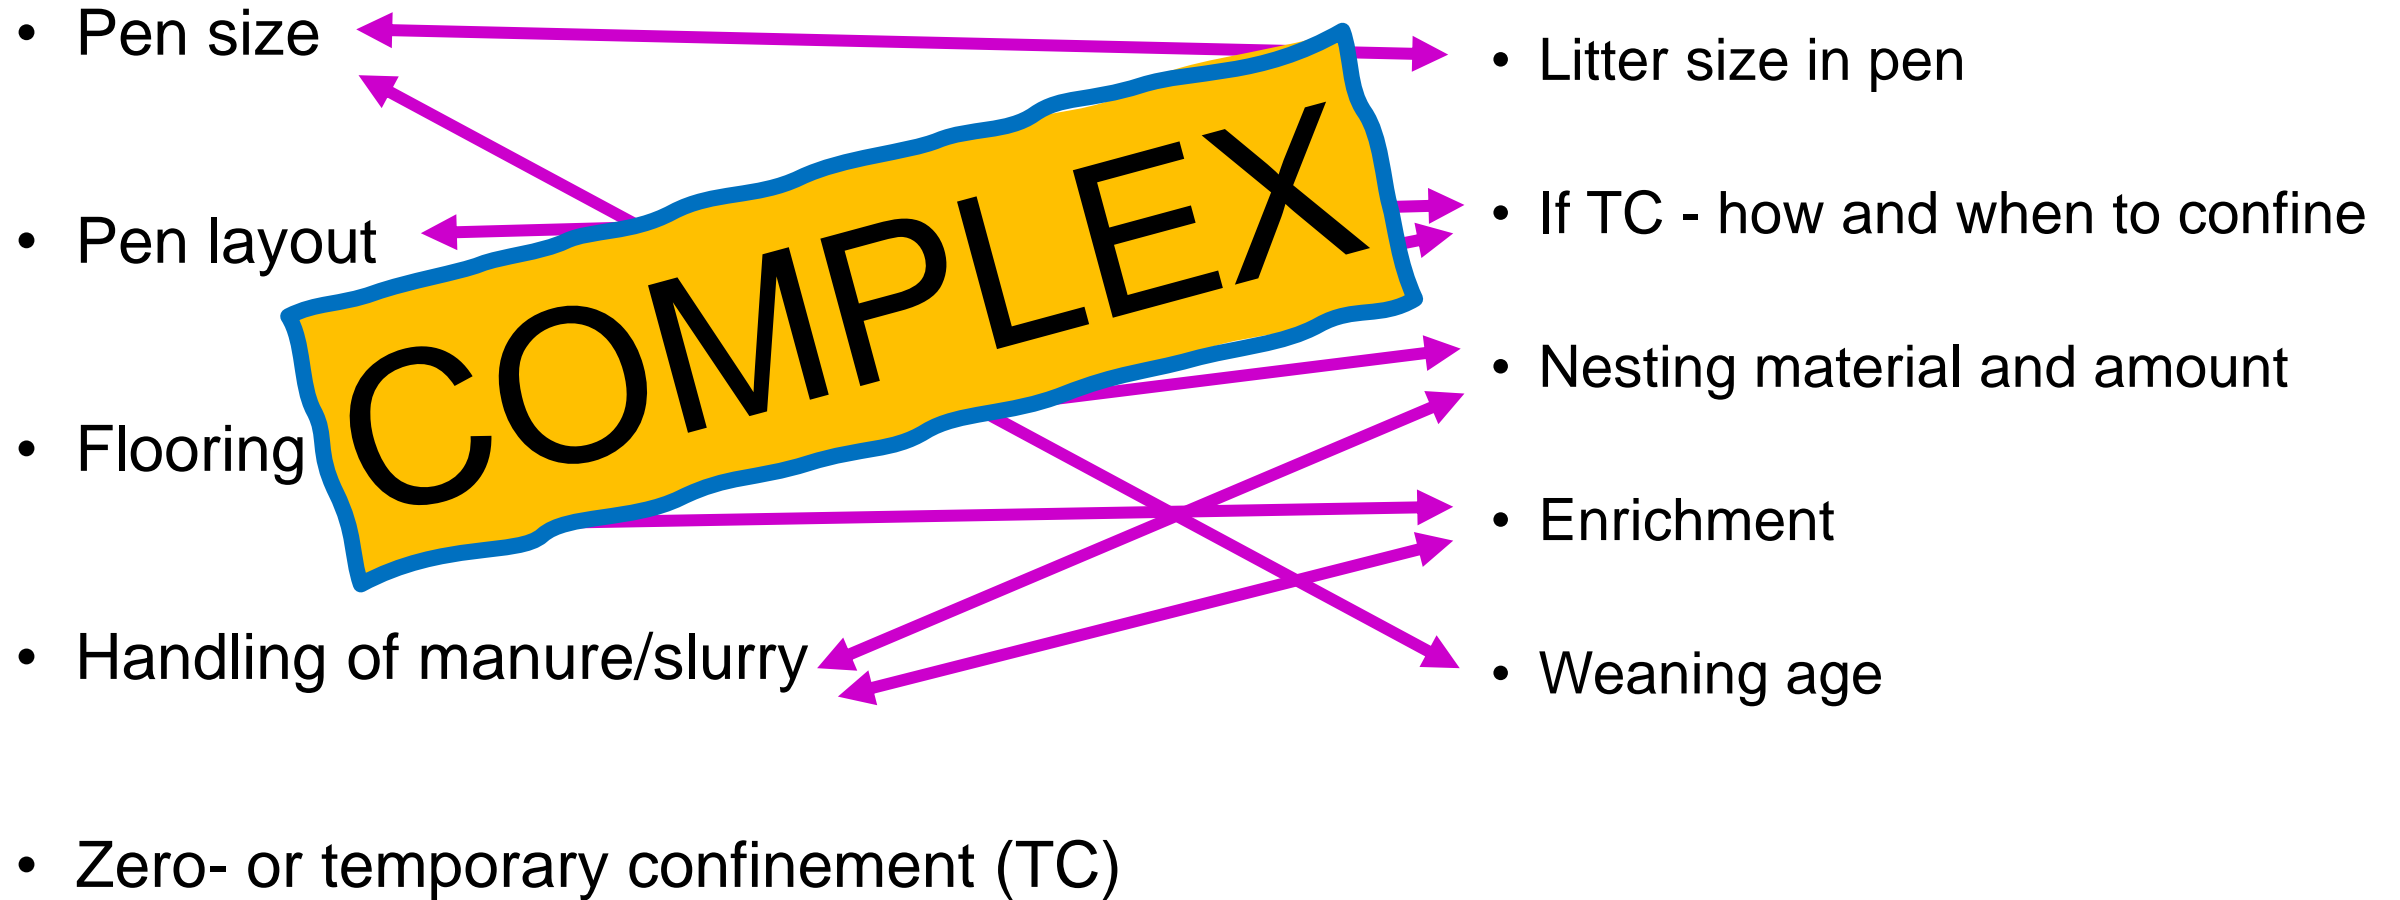 • Pen size
• Pen layout
• Flooring
• Handling of manure/slurry
• Zero- or temporary confinement (TC)
COMPLEX
• Litter size in pen
• If TC - how and when to confine
• Nesting material and amount
• Enrichment
• Weaning age